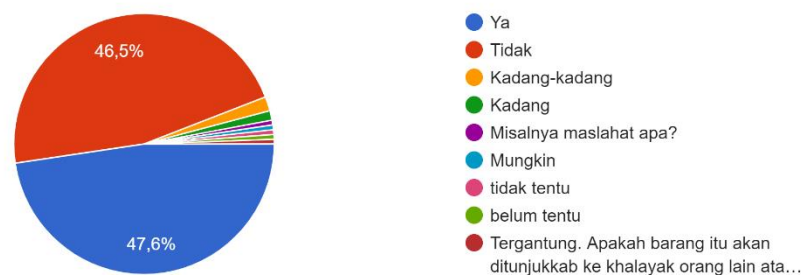 46,5%
47,6%
Ya
Tidak
Kadang-kadang
Kadang
Misalnya maslahat apa?
Mungkin
tidak tentu
belum tentu
Tergantung. Apakah barang itu akan
ditunjukkab ke khalayak orang lain ata…